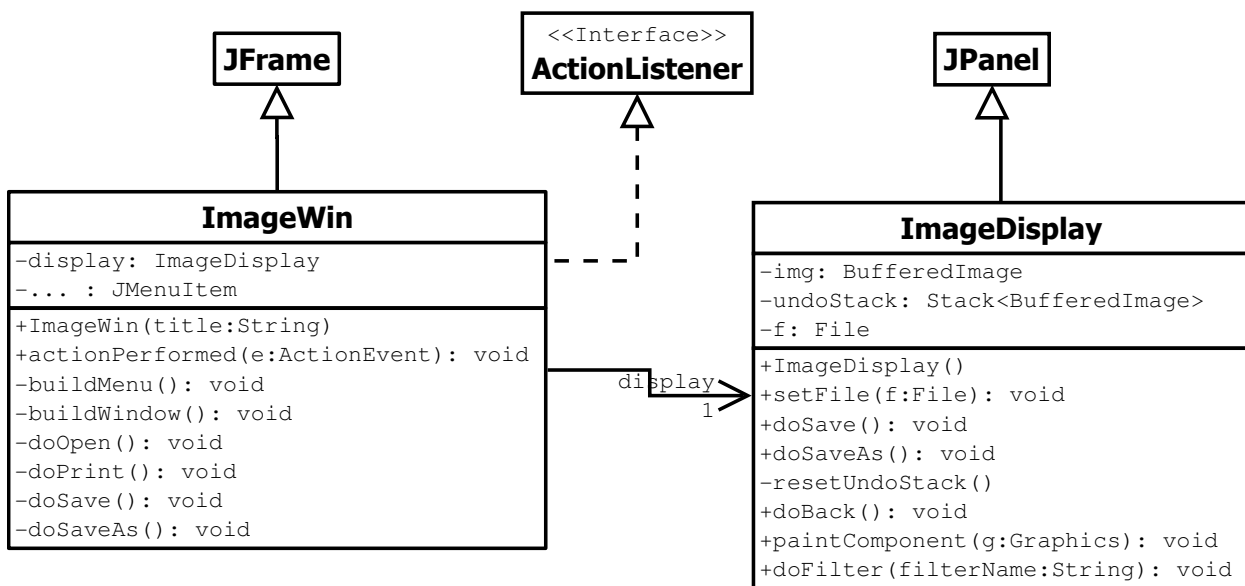 JFrame
<<Interface>>
ActionListener
JPanel
ImageWin
-display: ImageDisplay
-... : JMenuItem
+ImageWin(title:String)
+actionPerformed(e:ActionEvent): void
-buildMenu(): void
-buildWindow(): void
-doOpen(): void
-doPrint(): void
-doSave(): void
-doSaveAs(): void
display
1
ImageDisplay
-img: BufferedImage
-undoStack: Stack<BufferedImage>
-f: File
+ImageDisplay()
+setFile(f:File): void
+doSave(): void
+doSaveAs(): void
-resetUndoStack()
+doBack(): void
+paintComponent(g:Graphics): void
+doFilter(filterName:String): void